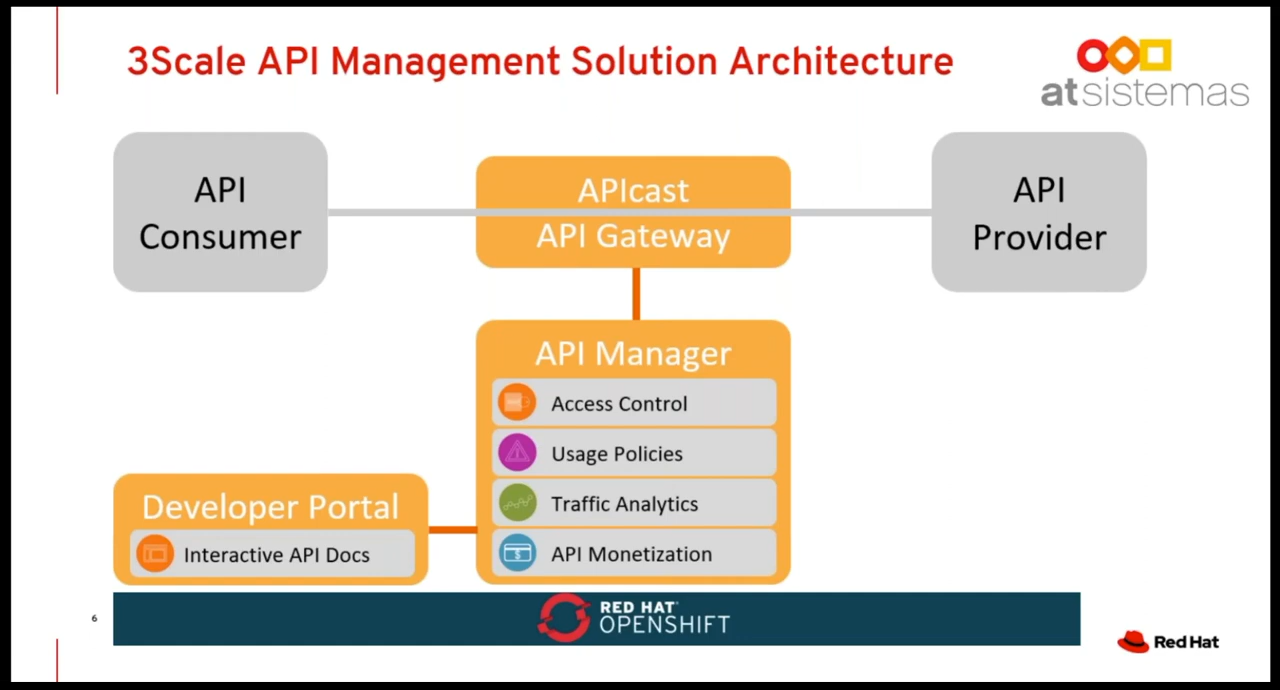 3Scale API Management Solution Architecture
atsistemas
API
Consumer
APIcast
API Gateway
API
Provider
API Manager
Access Control
Usage Policies
Traffic Analytics
API Monetization
Developer Portal
Interactive API Docs
6
RED HAT®
OPENSHIFT
Red Hat